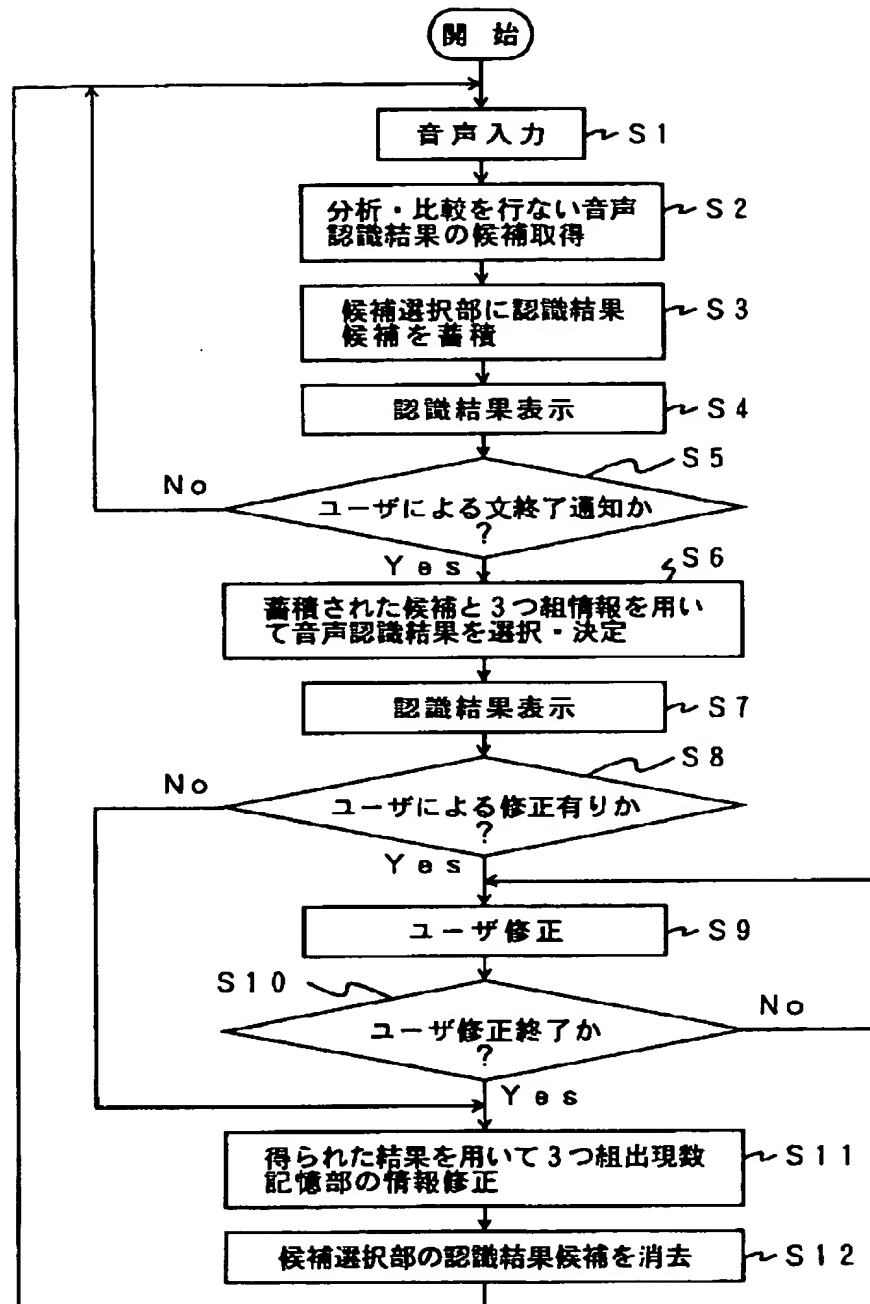 開 始
音声入力 S1
分析・比較を行ない音声 S2
認識結果の候補取得
候補選択部に認識結果 S3
候補を蓄積
認識結果表示 S4
S5
No
ユーザによる文終了通知か
?
Yes
S6
蓄積された候補と3つ組情報を用い
て音声認識結果を選択・決定
認識結果表示 S7
S8
No
ユーザによる修正有りか
?
Yes
ユーザ修正 S9
S10
No
ユーザ修正終了か
?
Yes
得られた結果を用いて3つ組出現数 S11
記憶部の情報修正
候補選択部の認識結果候補を消去 S12